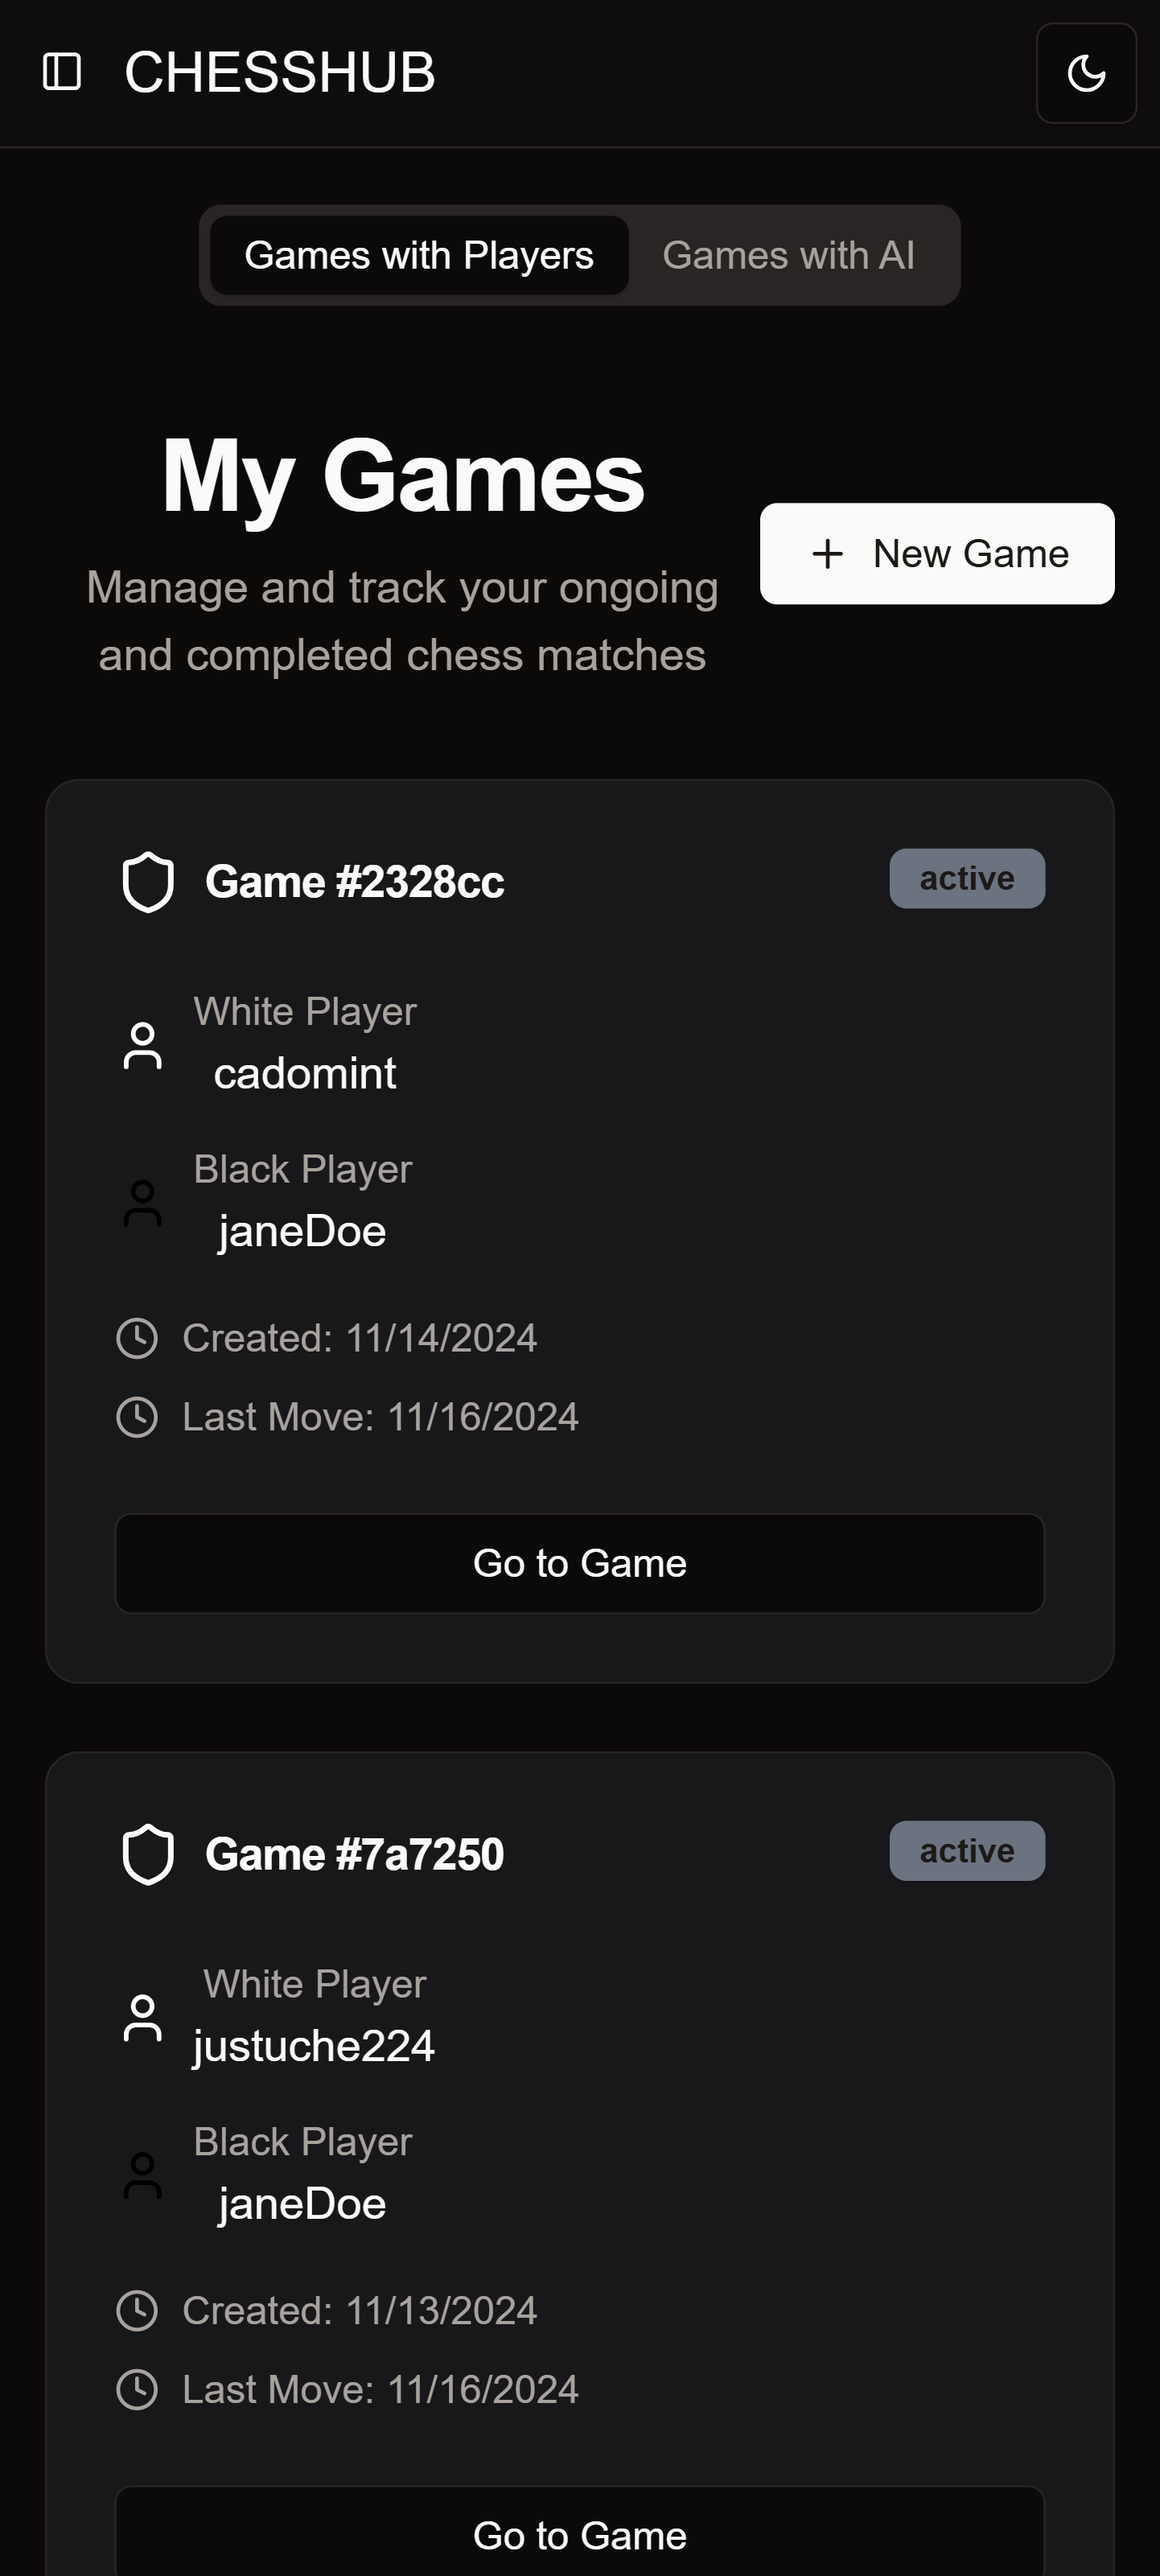 CHESSHUB
Games with Players
Games with AI
My Games
Manage and track your ongoing
and completed chess matches
New Game
Game #2328cc
active
White Player
cadomint
Black Player
janeDoe
Created: 11/14/2024
Last Move: 11/16/2024
Go to Game
Game #7a7250
active
White Player
justuche224
Black Player
janeDoe
Created: 11/13/2024
Last Move: 11/16/2024
Go to Game